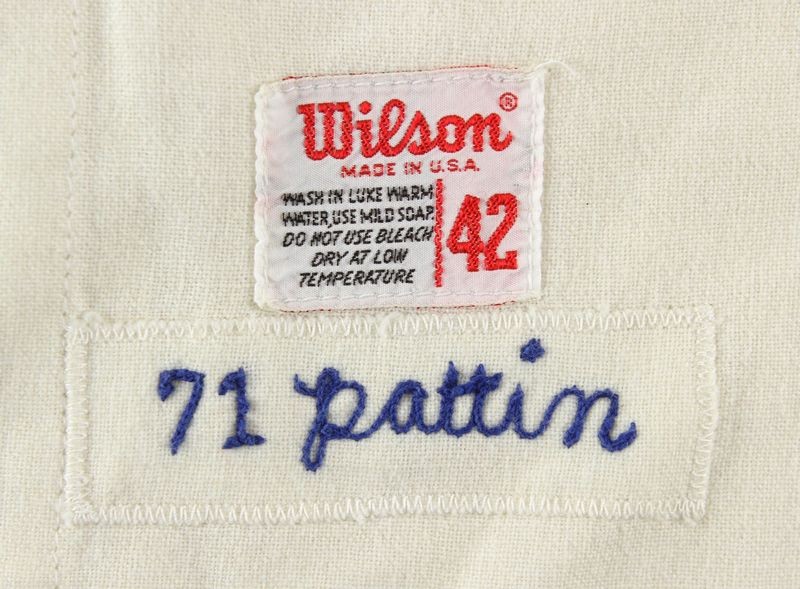 Wilson®
MADE IN U.S.A.
WASH IN LUKE WARM
WATER, USE MILD SOAP.
DO NOT USE BLEACH
DRY AT LOW
TEMPERATURE
42
71 pattin